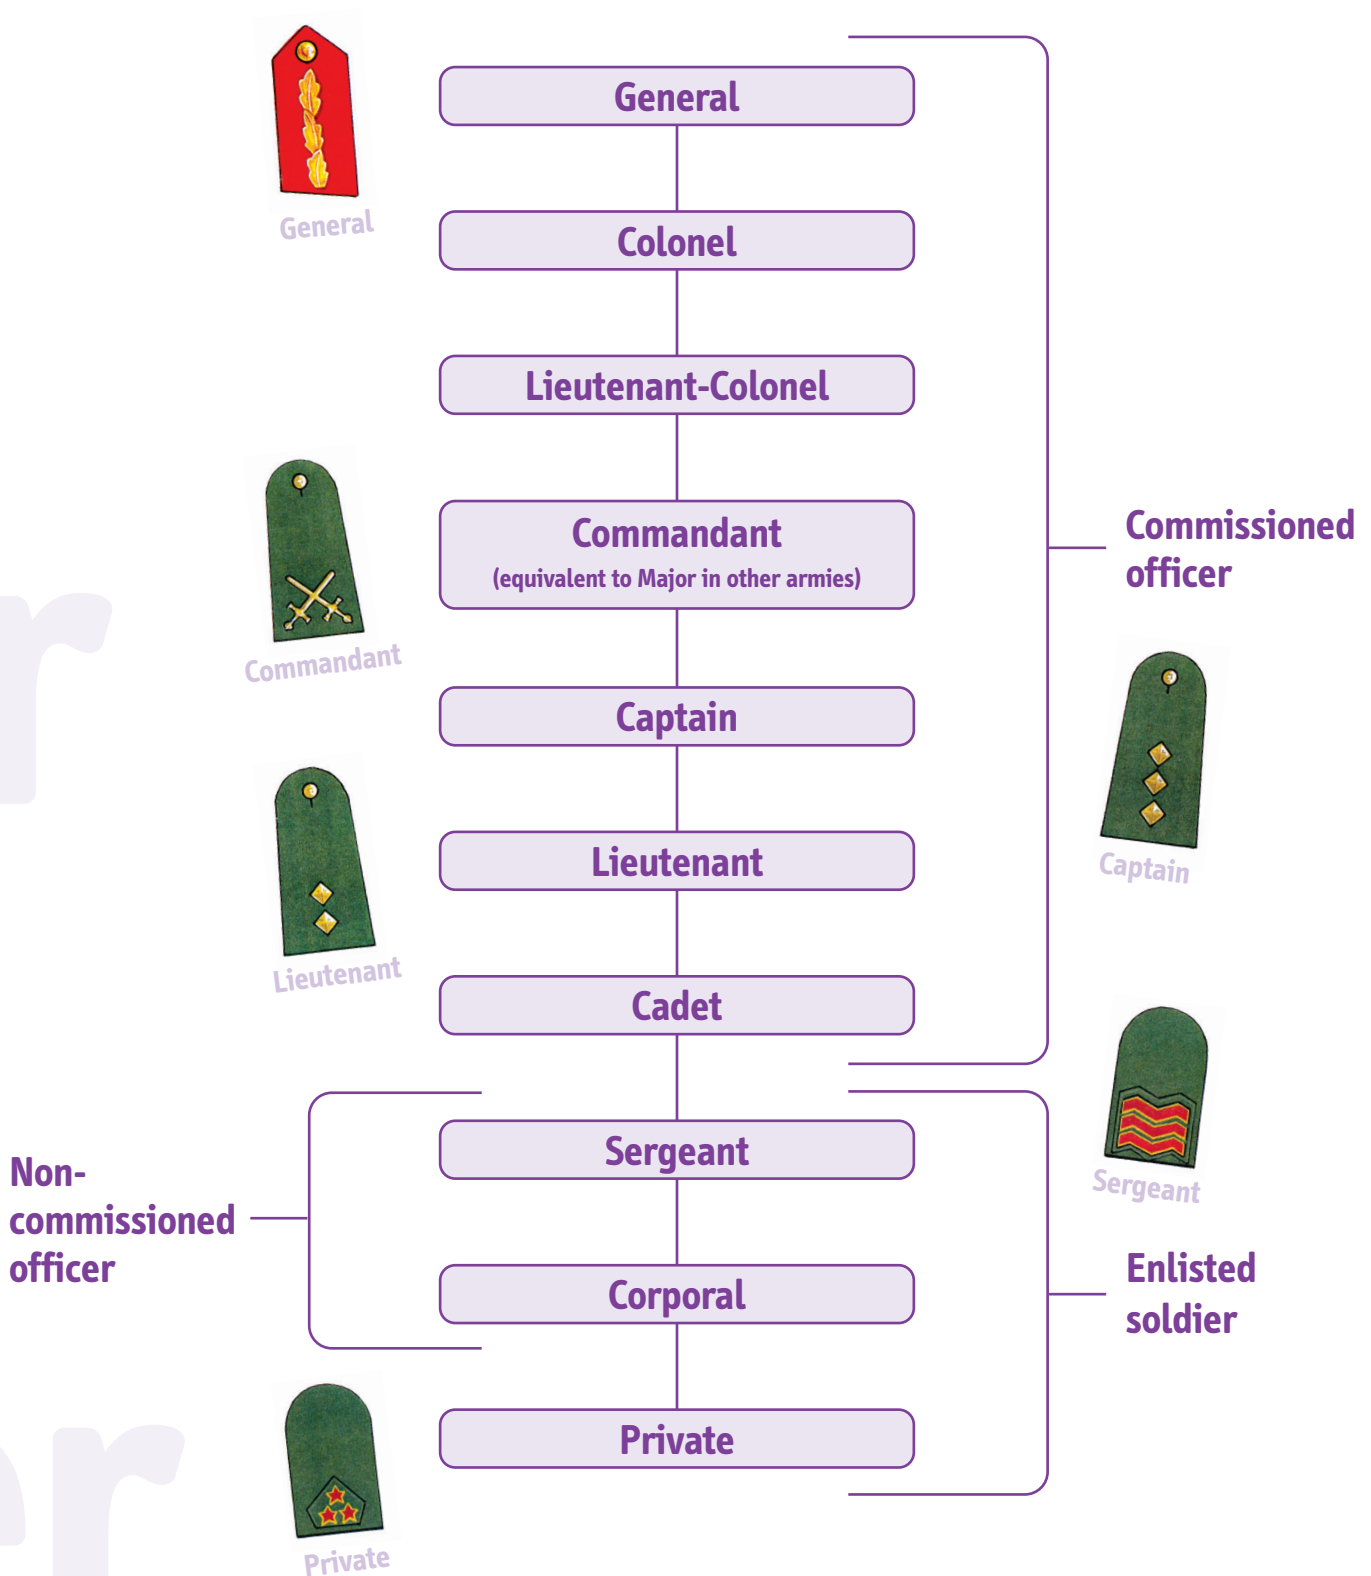 General
General
Colonel
Lieutenant-Colonel
Commandant
(equivalent to Major in other armies)
Commissioned
officer
Commandant
Captain
Captain
Lieutenant
Lieutenant
Cadet
Sergeant
Sergeant
Non-
commissioned
officer
Corporal
Enlisted
soldier
Private
Private
r
er